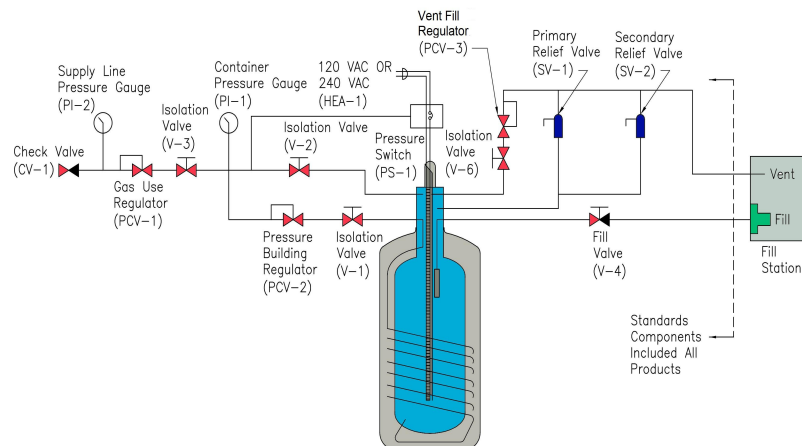 Supply Line
Pressure Gauge
(PI-2)
Container
Pressure Gauge
(PI-1)
120 VAC OR
240 VAC
(HEA-1)
Vent Fill
Regulator
(PCV-3)
Primary
Relief Valve
(SV-1)
Secondary
Relief Valve
(SV-2)
Check Valve
(CV-1)
Isolation
Valve
(V-3)
Isolation Valve
(V-2)
Pressure
Switch
(PS-1)
Isolation
Valve
(V-6)
Gas Use
Regulator
(PCV-1)
Pressure
Building
Regulator
(PCV-2)
Isolation
Valve
(V-1)
Fill
Valve
(V-4)
Vent
Fill
Fill
Station
Standards
Components
Included All
Products